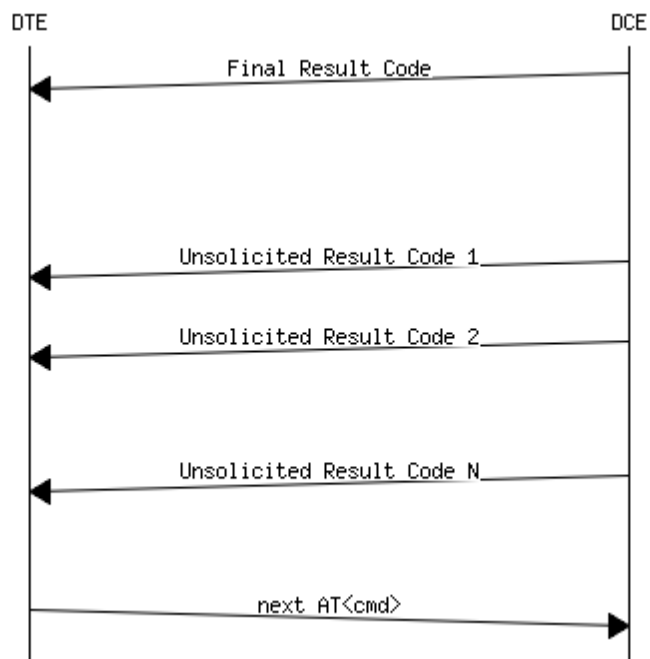 DTE DCE
Final Result Code
Unsolicited Result Code 1
Unsolicited Result Code 2
Unsolicited Result Code N
next AT<cmd>